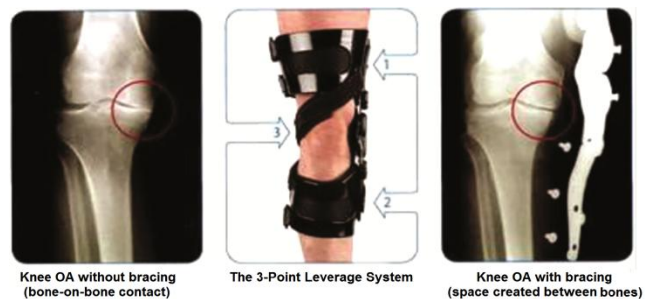 1
3
2
Knee OA without bracing
(bone-on-bone contact)
The 3-Point Leverage System
Knee OA with bracing
(space created between bones)